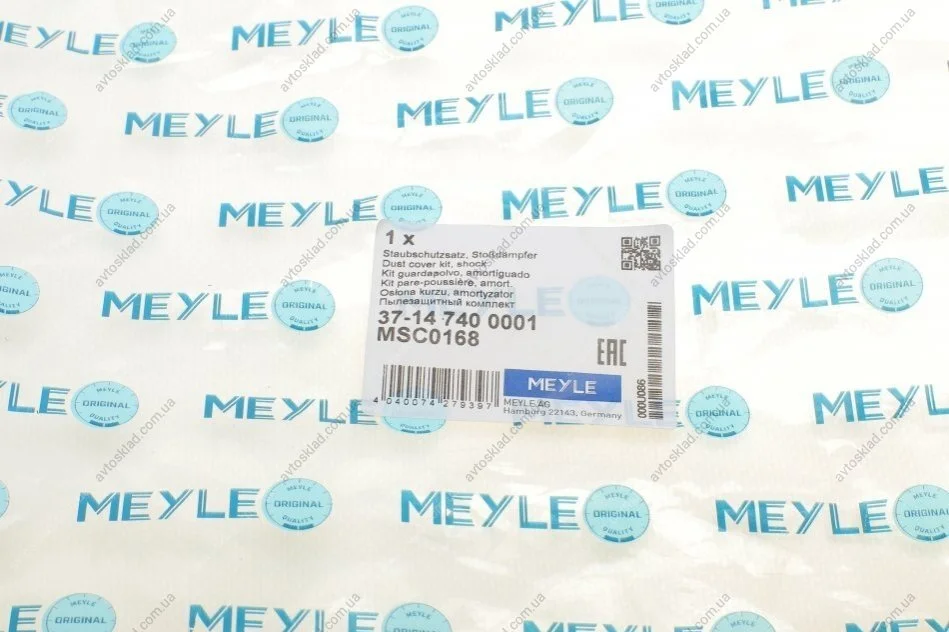 MEYLE ORIGINAL QUALITY
1 x
Staubschutzsatz, Stoßdämpfer
Dust cover kit, shock
Kit guardapolvo, amortiguado
Kit pare-poussière, amort.
Osłona kurzu, amortyzator
Пылезащитный комплект
37-14 740 0001
MSC0168
EAC
MEYLE
4 040074 279397
MEYLE AG
Hamburg 22143, Germany
000U086
avtosklad.com.ua